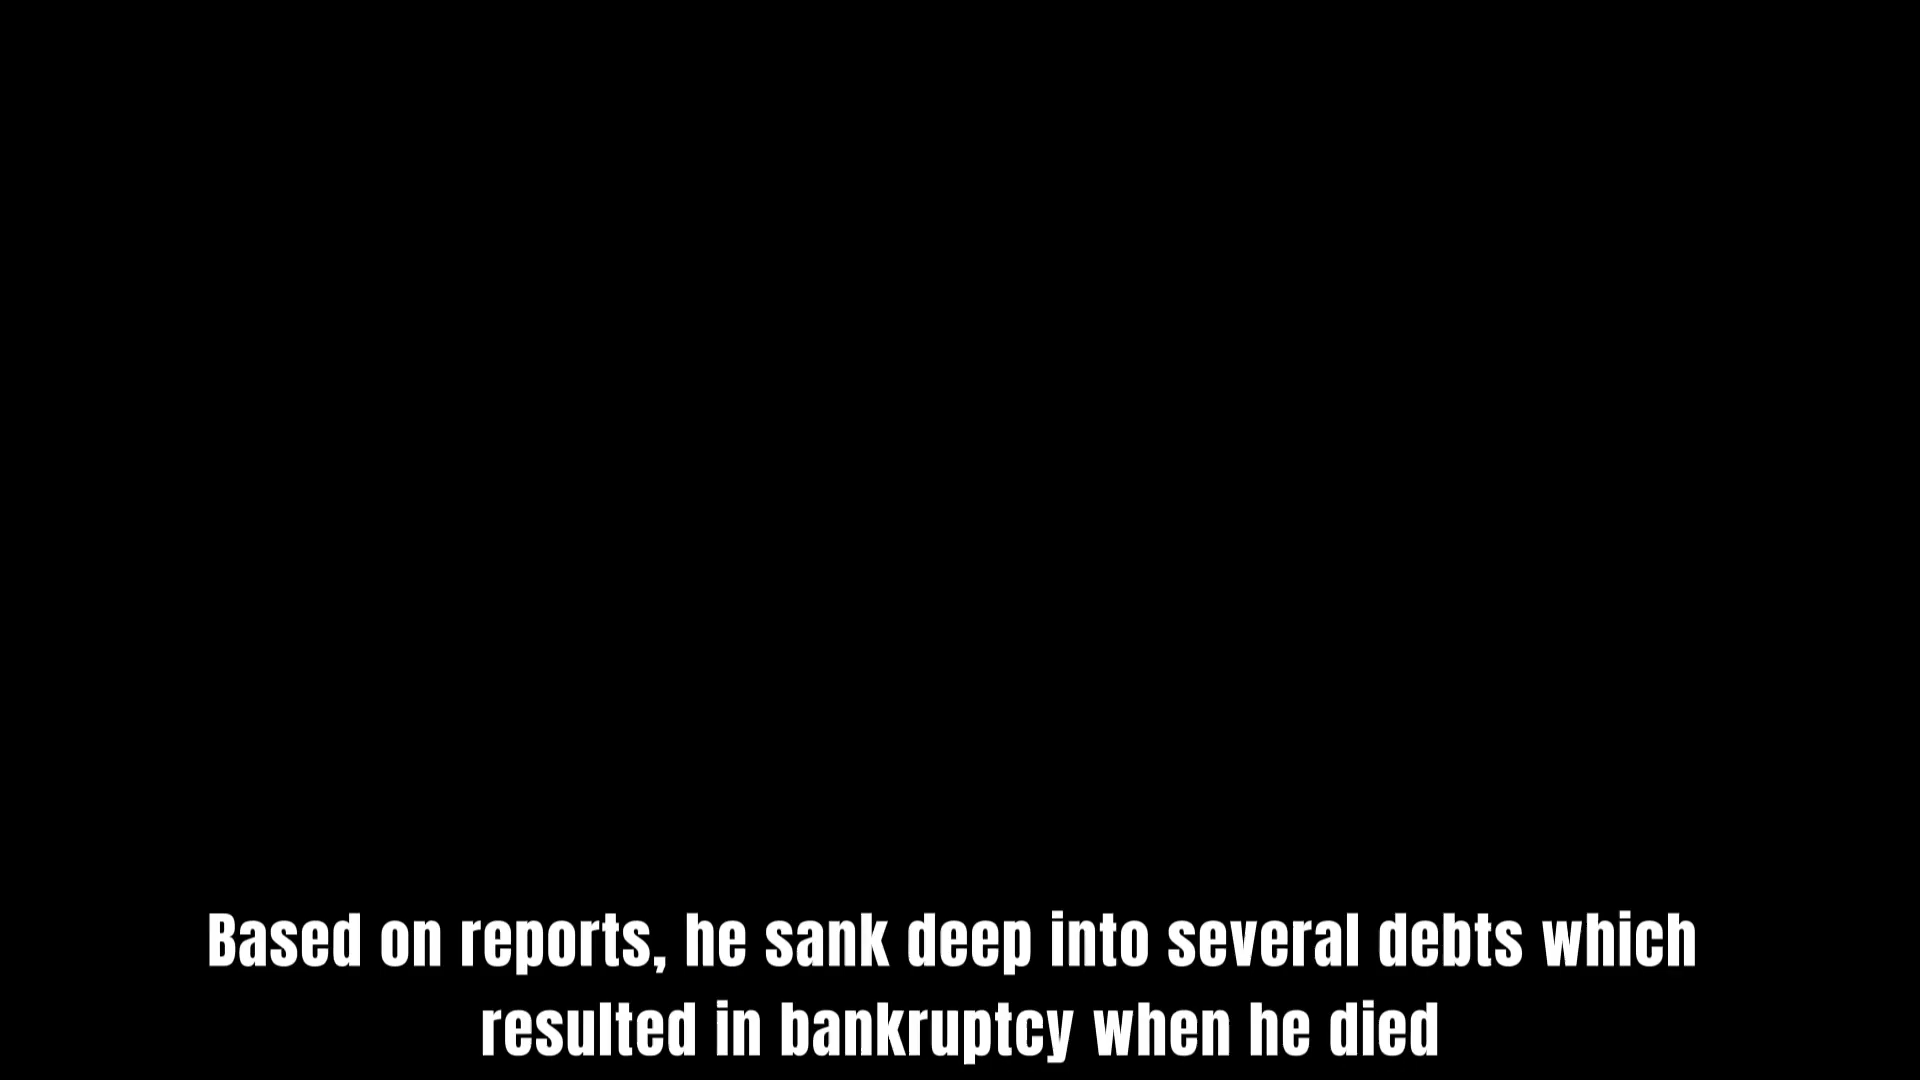 Based on reports, he sank deep into several debts which
resulted in bankruptcy when he died